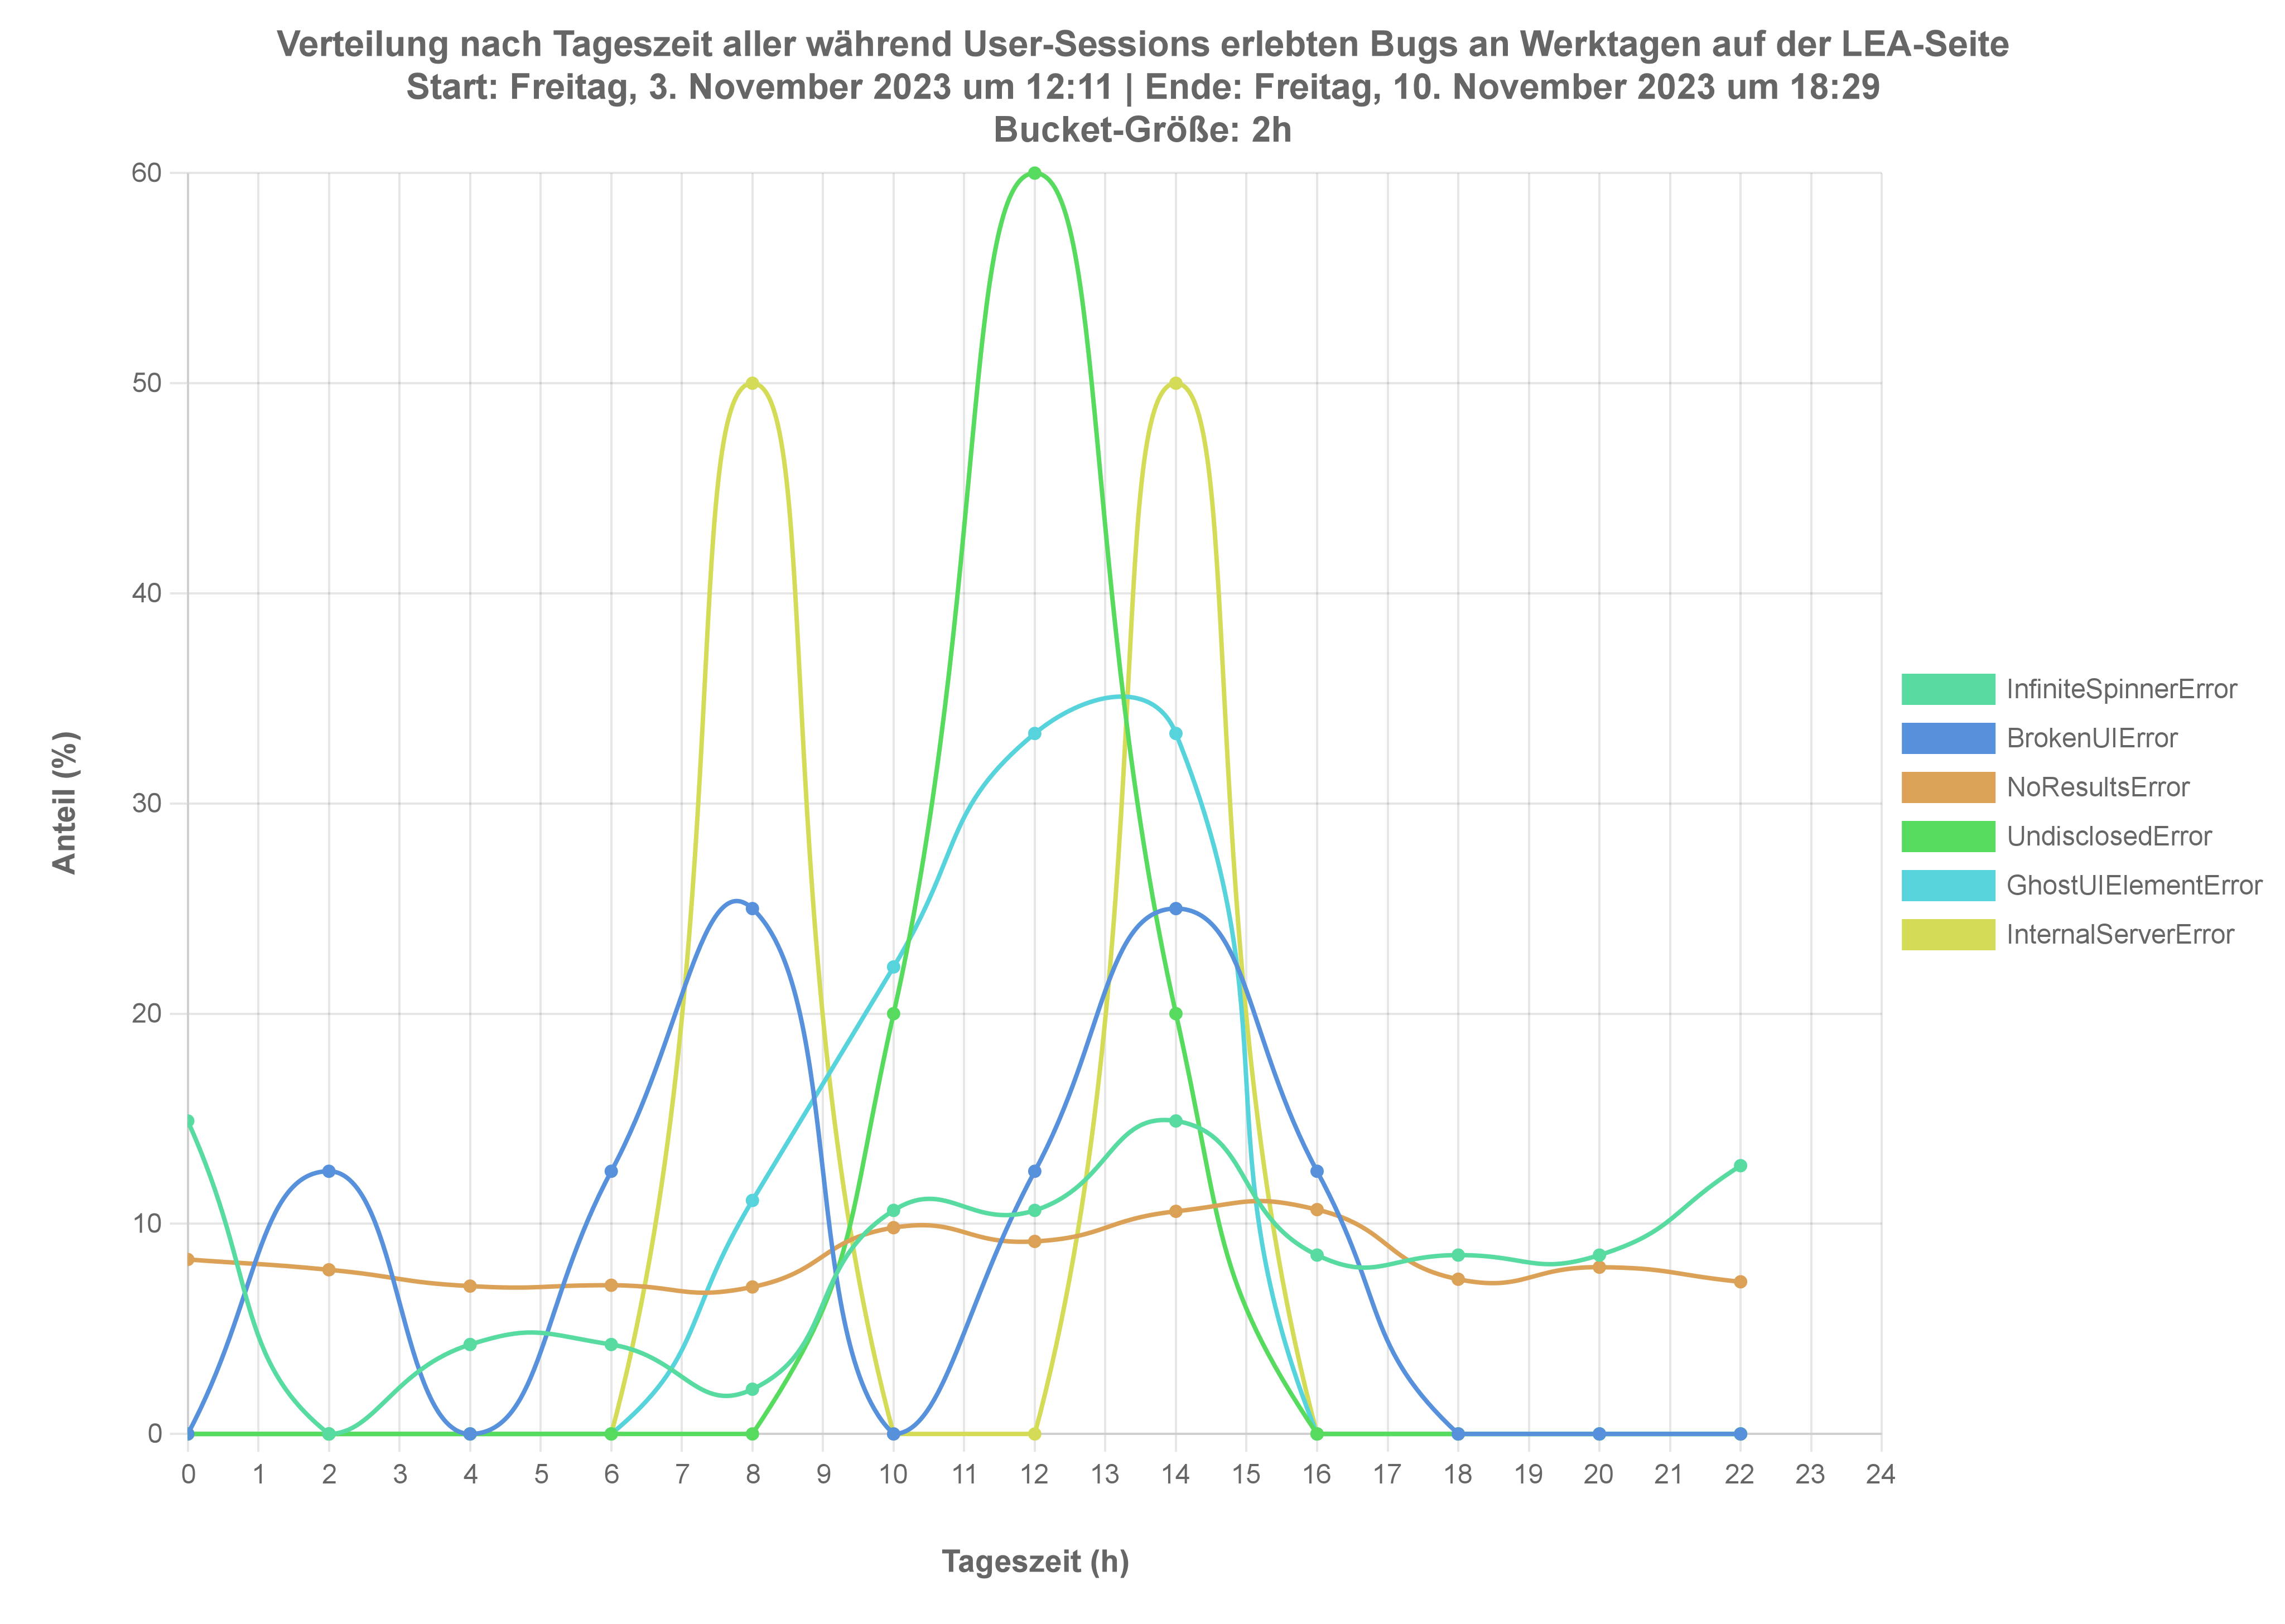 Verteilung nach Tageszeit aller während User-Sessions erlebten Bugs an Werktagen auf der LEA-Seite
Start: Freitag, 3. November 2023 um 12:11 | Ende: Freitag, 10. November 2023 um 18:29
Bucket-Größe: 2h
60
50
40
30
20
10
0
Anteil (%)
0 1 2 3 4 5 6 7 8 9 10 11 12 13 14 15 16 17 18 19 20 21 22 23 24
Tageszeit (h)
InfiniteSpinnerError
BrokenUIError
NoResultsError
UndisclosedError
GhostUIElementError
InternalServerError